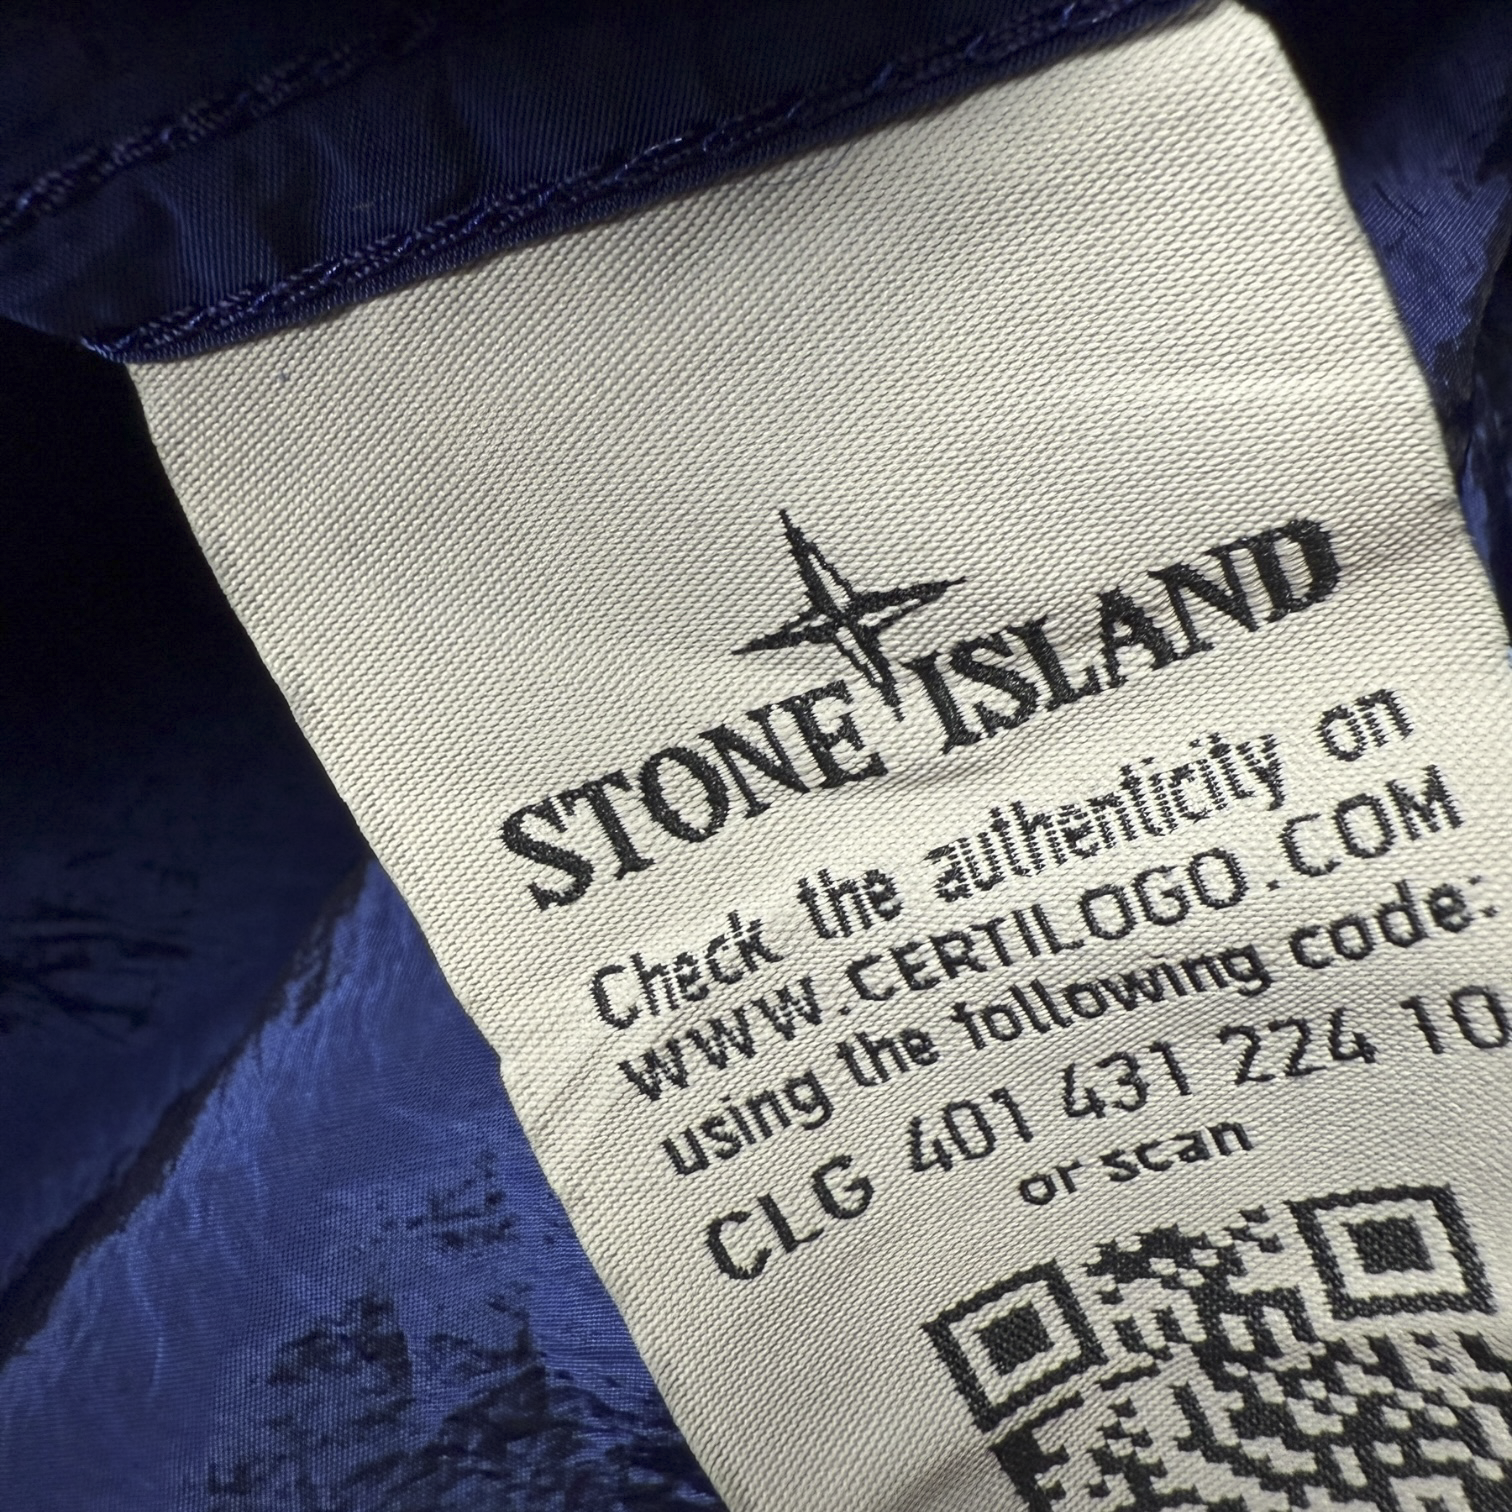 STONE ISLAND
Check the authenticity on
WWW.CERTILOGO.COM
using the following code:
CLG 401 431 224 10
or scan